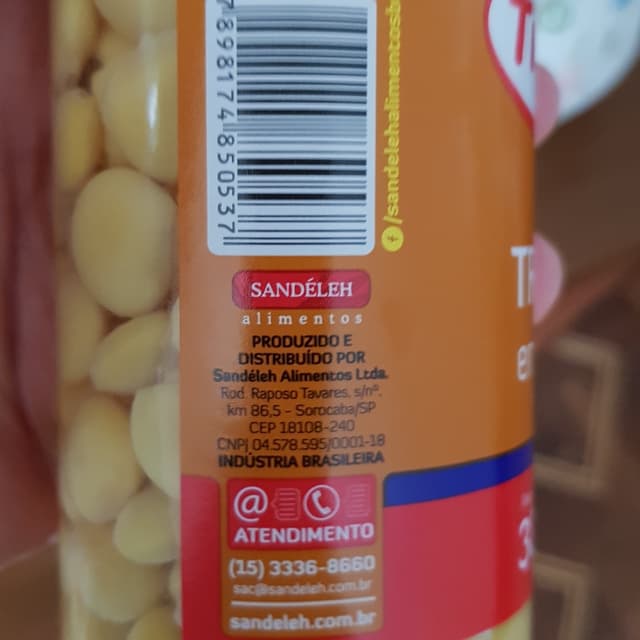 7898174850537
/sandelehalimentosb
SANDÉLEH
alimentos
PRODUZIDO E
DISTRIBUÍDO POR
Sandéleh Alimentos Ltda.
Rod. Raposo Tavares, s/nº,
km 86,5 - Sorocaba/SP
CEP 18108-240
CNPJ 04.578.595/0001-18
INDÚSTRIA BRASILEIRA
@
ATENDIMENTO
(15) 3336-8660
sac@sandeleh.com.br
sandeleh.com.br